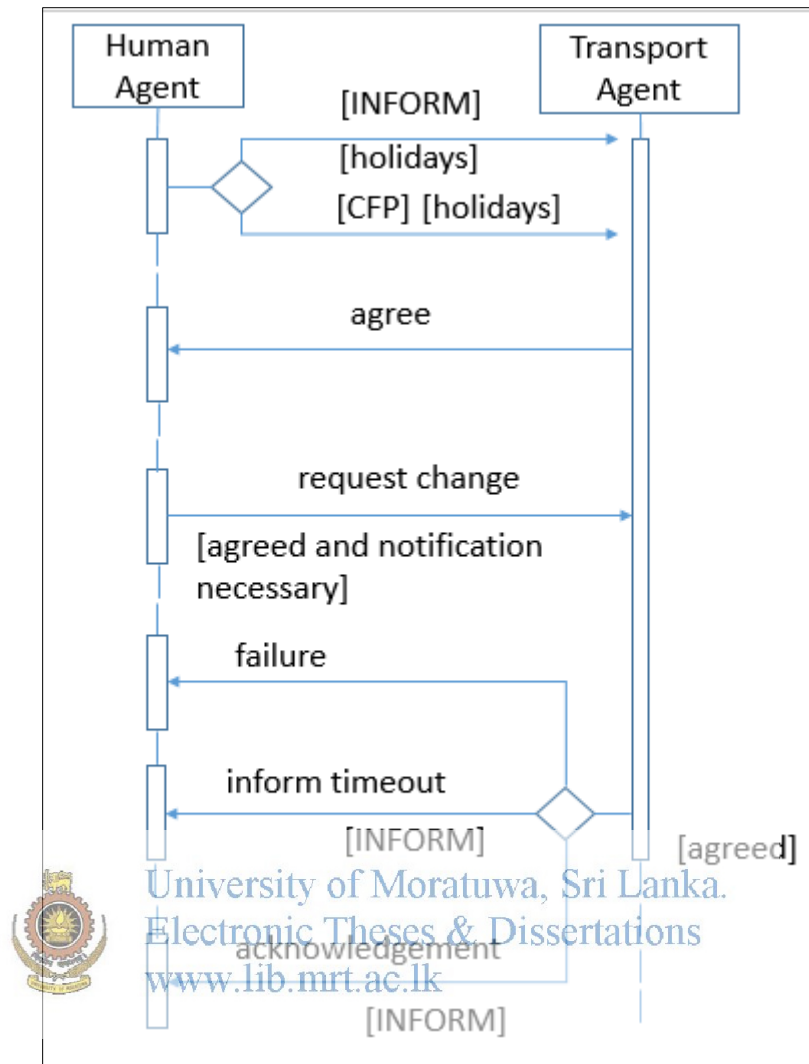 Human
Agent
Transport
Agent
[INFORM]
[holidays]
[CFP] [holidays]
agree
request change
[agreed and notification
necessary]
failure
inform timeout
[INFORM]
[agreed]
University of Moratuwa, Sri Lanka.
Electronic Theses & Dissertations
acknowledgement
www.lib.mrt.ac.lk
[INFORM]